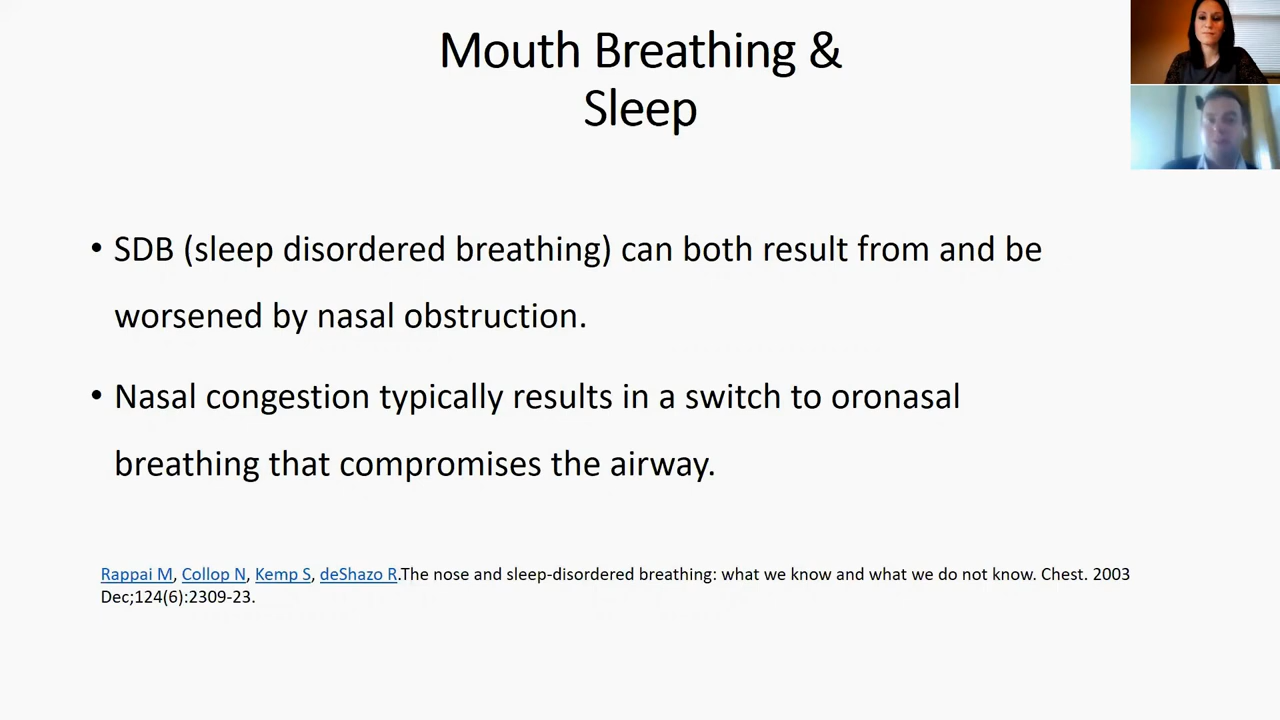 Mouth Breathing &
Sleep
• SDB (sleep disordered breathing) can both result from and be
worsened by nasal obstruction.
• Nasal congestion typically results in a switch to oronasal
breathing that compromises the airway.
Rappai M, Collop N, Kemp S, deShazo R.The nose and sleep-disordered breathing: what we know and what we do not know. Chest. 2003
Dec;124(6):2309-23.